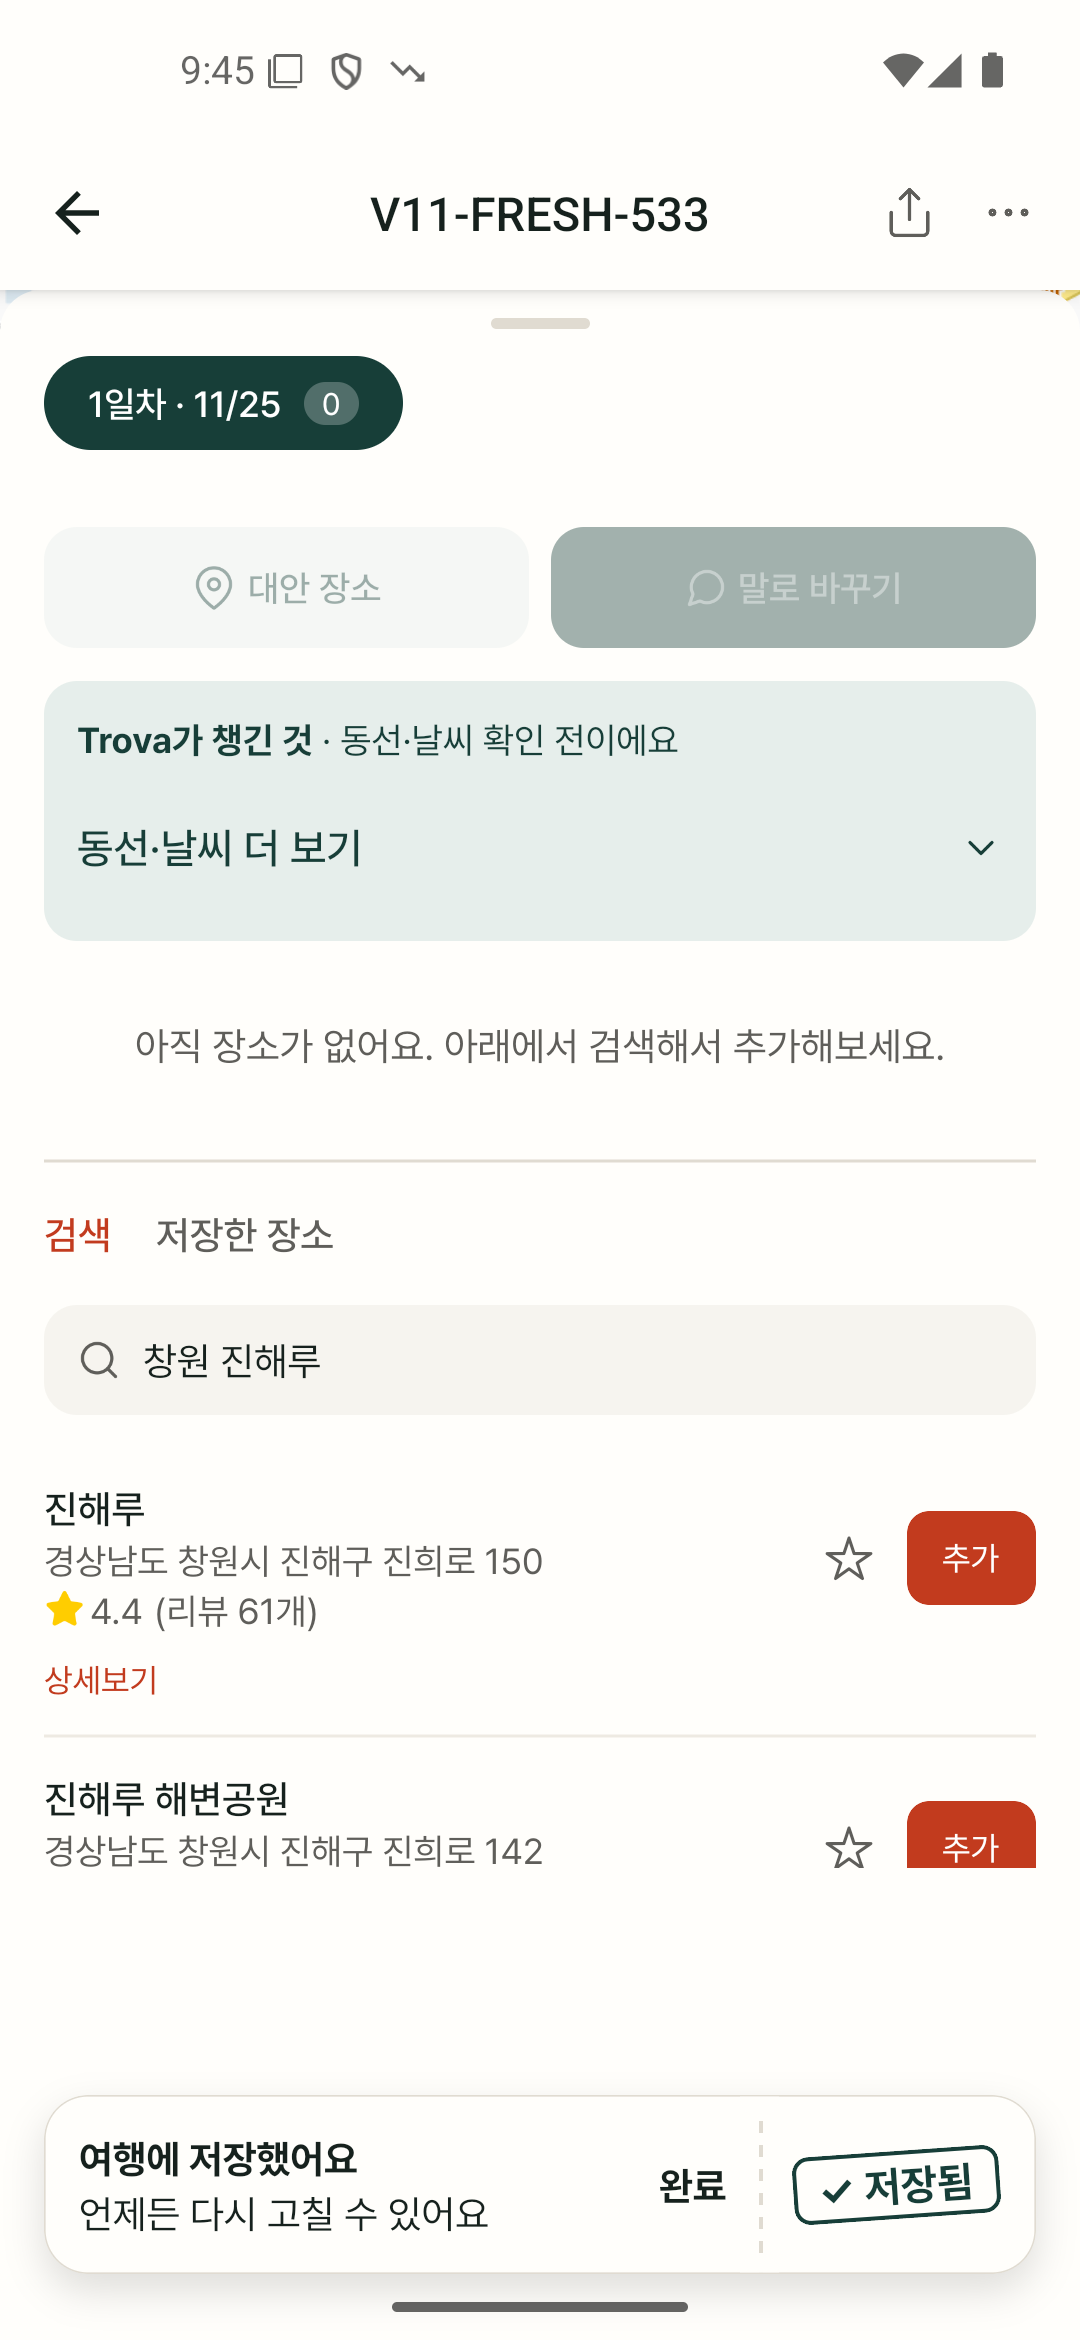 9:45
V11-FRESH-533
1일차 · 11/25 0
대안 장소
말로 바꾸기
Trova가 챙긴 것 · 동선·날씨 확인 전이에요
동선·날씨 더 보기
아직 장소가 없어요. 아래에서 검색해서 추가해보세요.
검색 저장한 장소
창원 진해루
진해루
경상남도 창원시 진해구 진희로 150
4.4 (리뷰 61개)
추가
상세보기
진해루 해변공원
경상남도 창원시 진해구 진희로 142
추가
여행에 저장했어요
언제든 다시 고칠 수 있어요
완료
저장됨